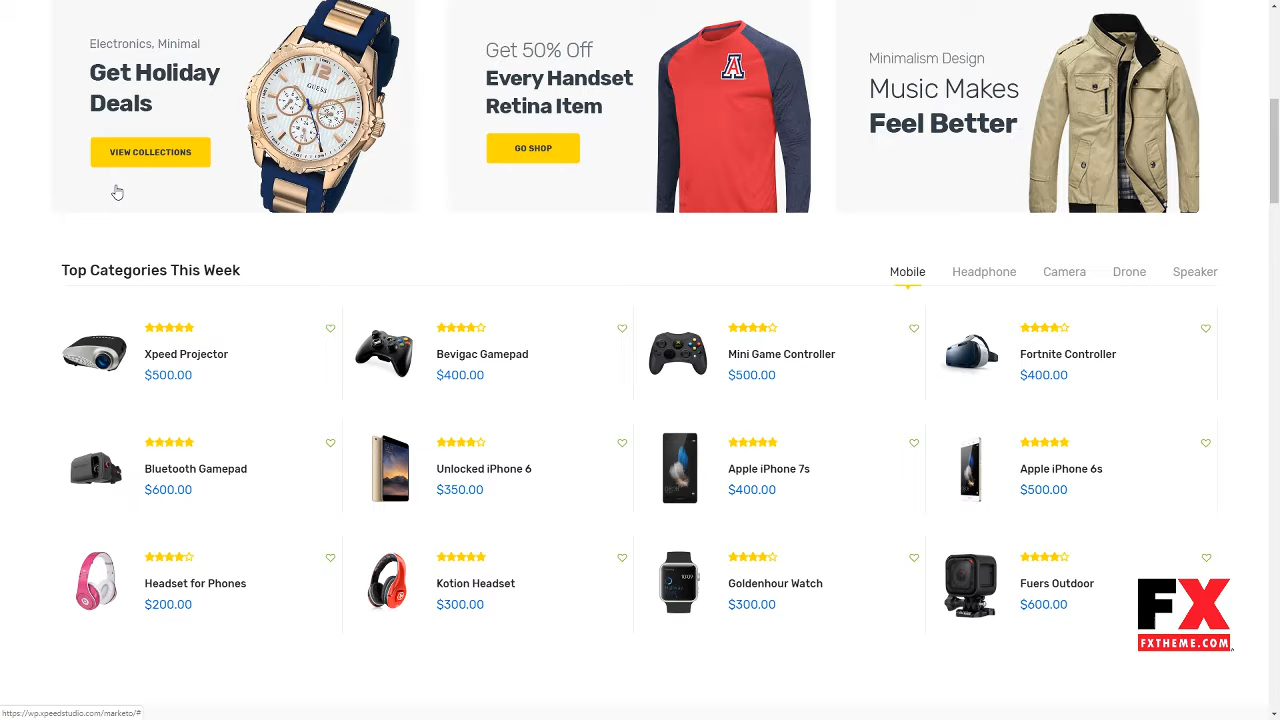 Electronics, Minimal
Get Holiday
Deals
VIEW COLLECTIONS
GUESS
Get 50% Off
Every Handset
Retina Item
GO SHOP
A
Minimalism Design
Music Makes
Feel Better
Top Categories This Week
Mobile Headphone Camera Drone Speaker
Xpeed Projector
$500.00
Bevigac Gamepad
$400.00
Mini Game Controller
$500.00
Fortnite Controller
$400.00
Bluetooth Gamepad
$600.00
Unlocked iPhone 6
$350.00
Apple iPhone 7s
$400.00
Apple iPhone 6s
$500.00
Headset for Phones
$200.00
Kotion Headset
$300.00
Goldenhour Watch
$300.00
Fuers Outdoor
$600.00
FX
FXTHEME.COM
https://wp.xpeedstudio.com/marketo/#